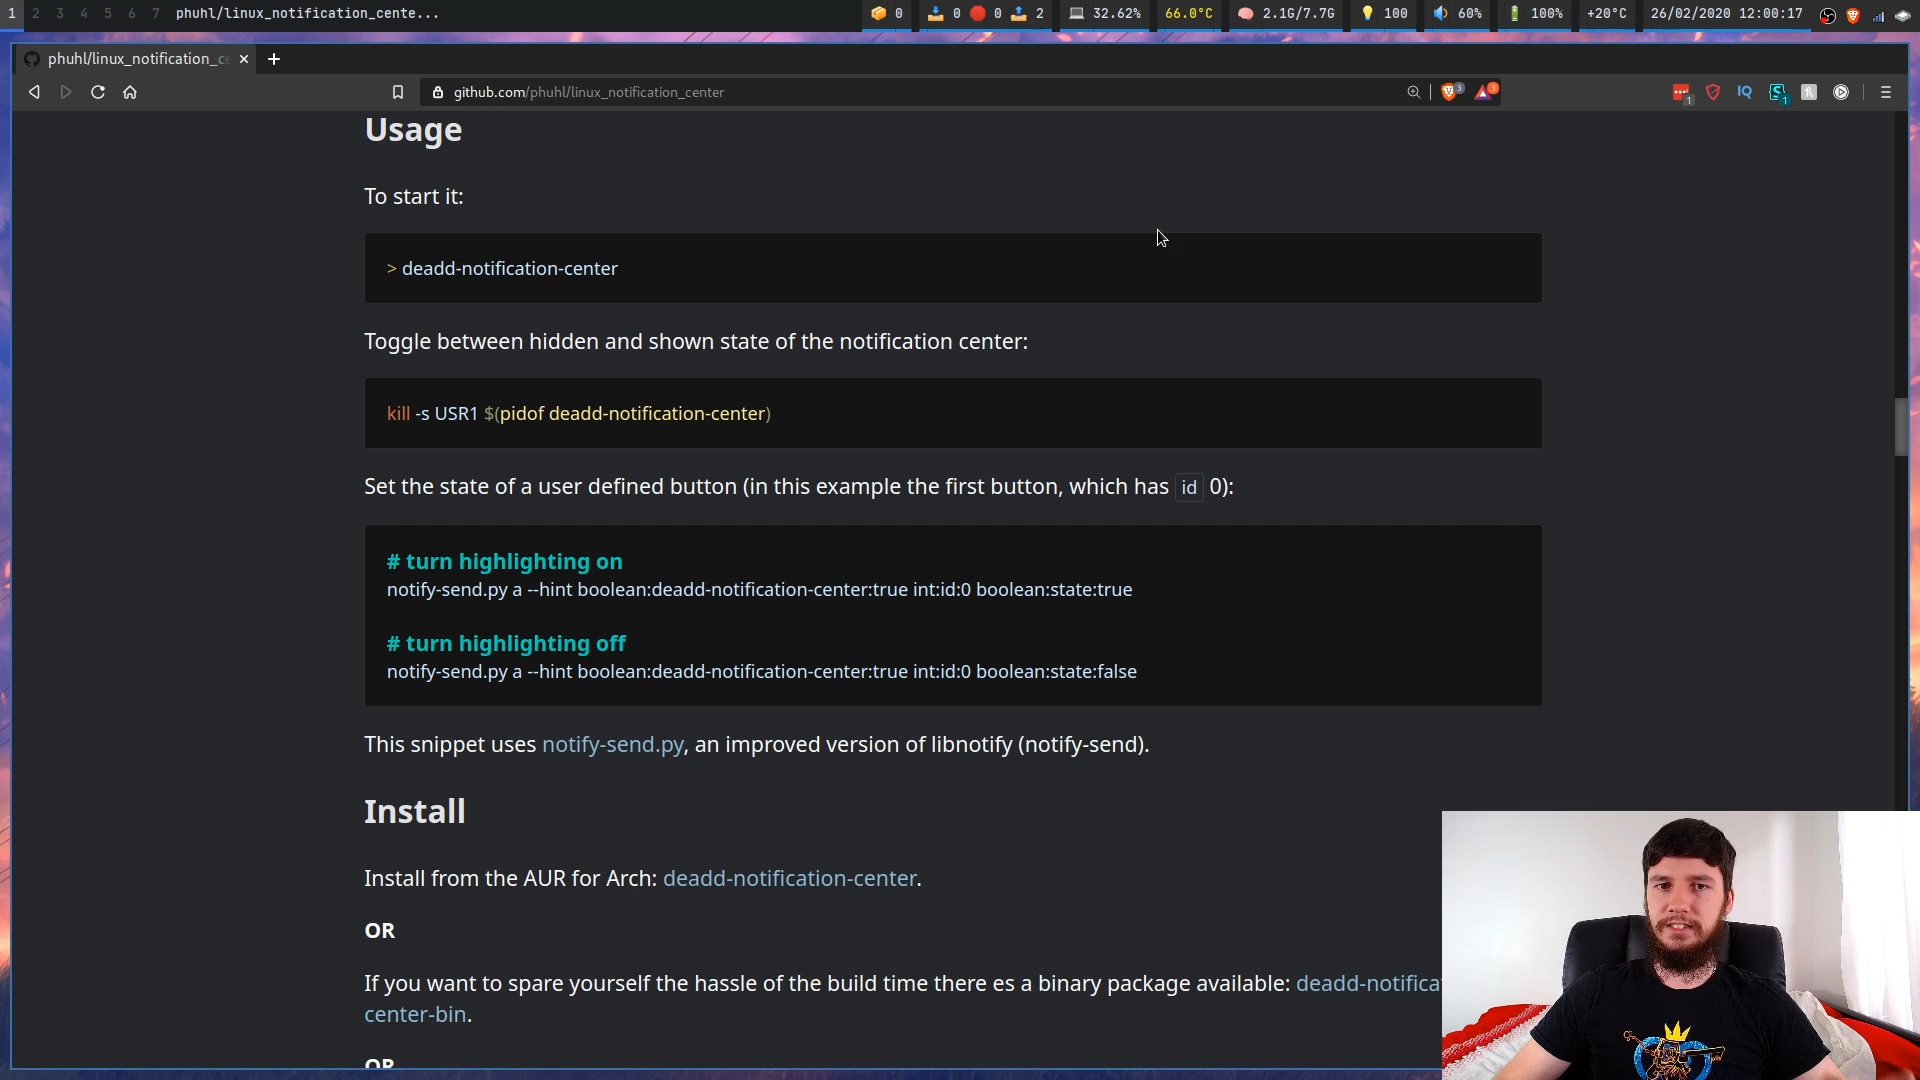 1 2 3 4 5 6 7 phuhl/linux_notification_cente... 0 0 0 2 32.62% 66.0°C 2.1G/7.7G 100 60% 100% +20°C 26/02/2020 12:00:17
phuhl/linux_notification_ce
github.com/phuhl/linux_notification_center 3 3 1 IQ 1
Usage
To start it:
> deadd-notification-center
Toggle between hidden and shown state of the notification center:
kill -s USR1 $(pidof deadd-notification-center)
Set the state of a user defined button (in this example the first button, which has id 0):
# turn highlighting on
notify-send.py a --hint boolean:deadd-notification-center:true int:id:0 boolean:state:true
# turn highlighting off
notify-send.py a --hint boolean:deadd-notification-center:true int:id:0 boolean:state:false
This snippet uses notify-send.py, an improved version of libnotify (notify-send).
Install
Install from the AUR for Arch: deadd-notification-center.
OR
If you want to spare yourself the hassle of the build time there es a binary package available: deadd-notifica
center-bin.
OR